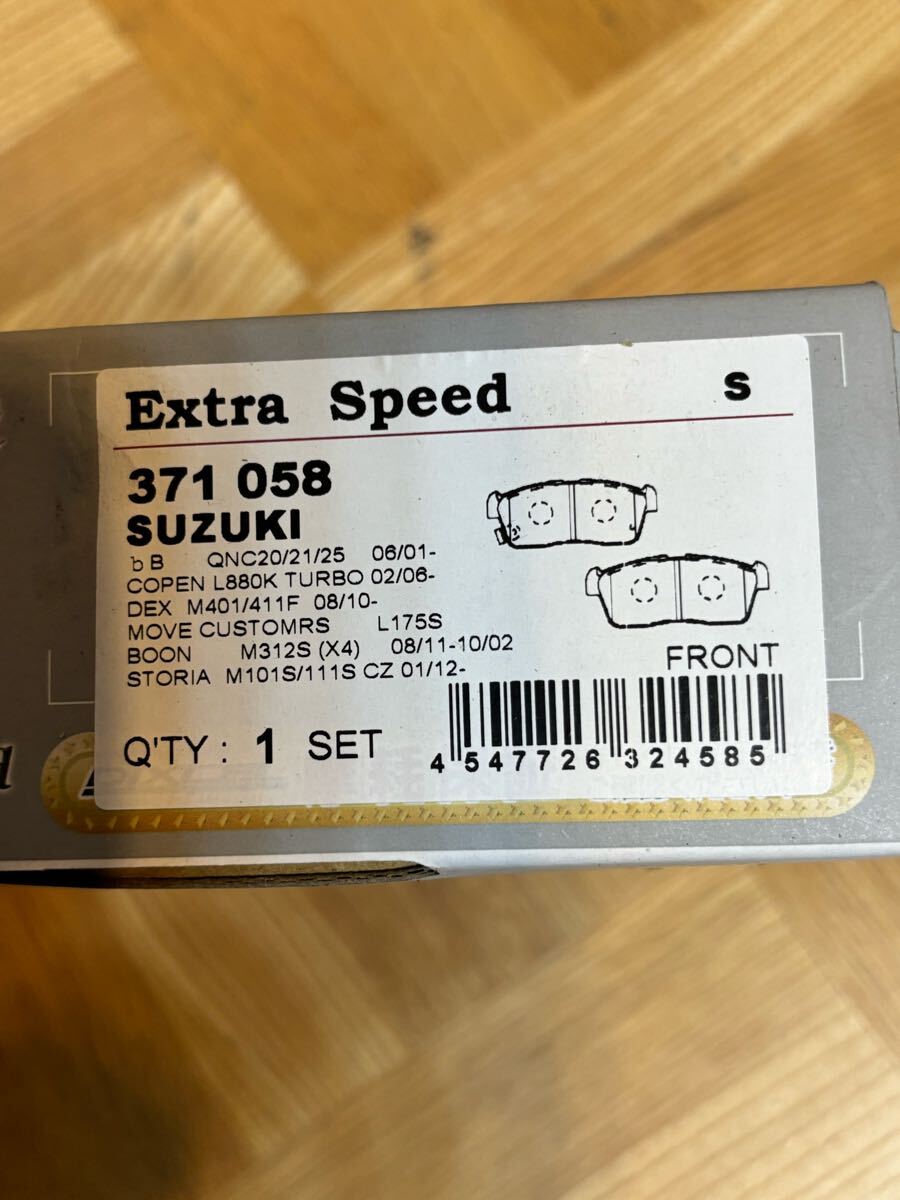 Extra Speed S
371 058
SUZUKI
bB QNC20/21/25 06/01-
COPEN L880K TURBO 02/06-
DEX M401/411F 08/10-
MOVE CUSTOMRS L175S
BOON M312S (X4) 08/11-10/02
STORIA M101S/111S CZ 01/12-
FRONT
Q'TY : 1 SET
4 547726 324585